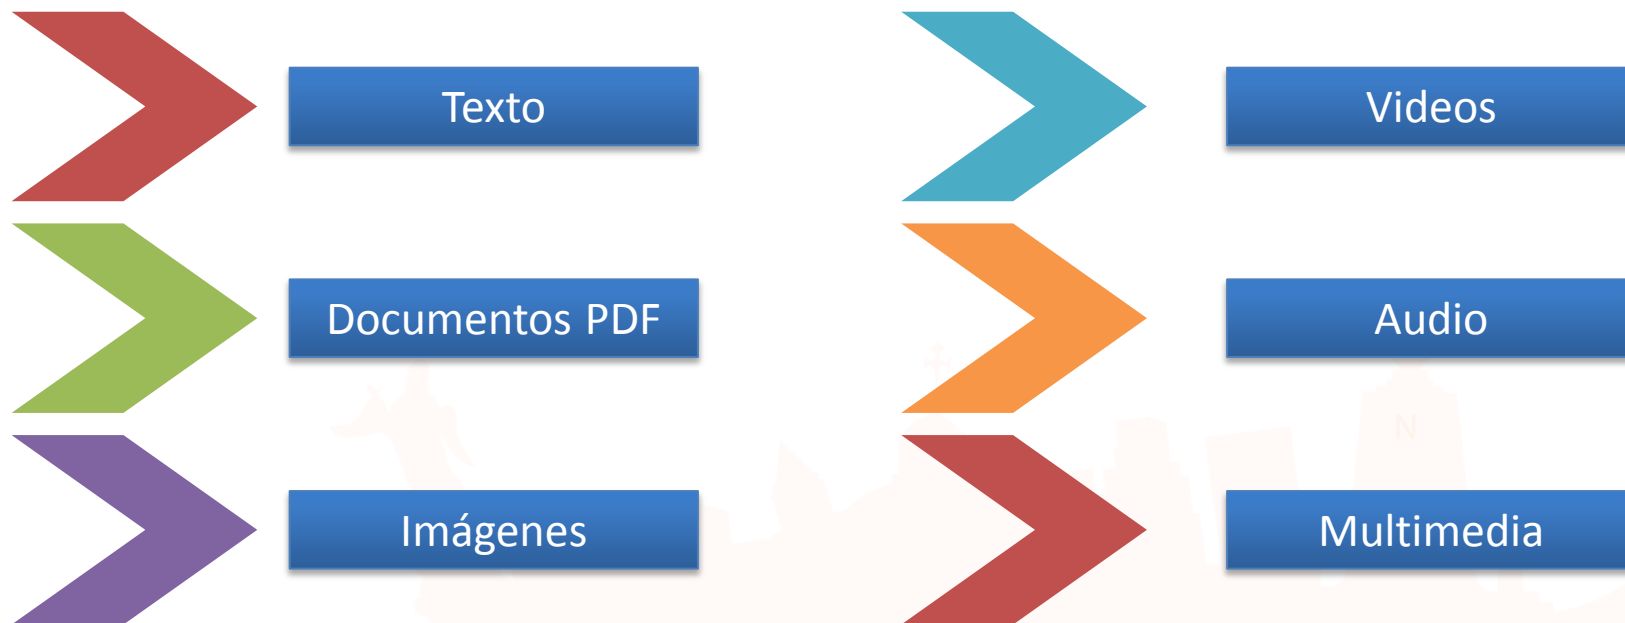 Texto
Documentos PDF
Imágenes
Videos
Audio
Multimedia
N